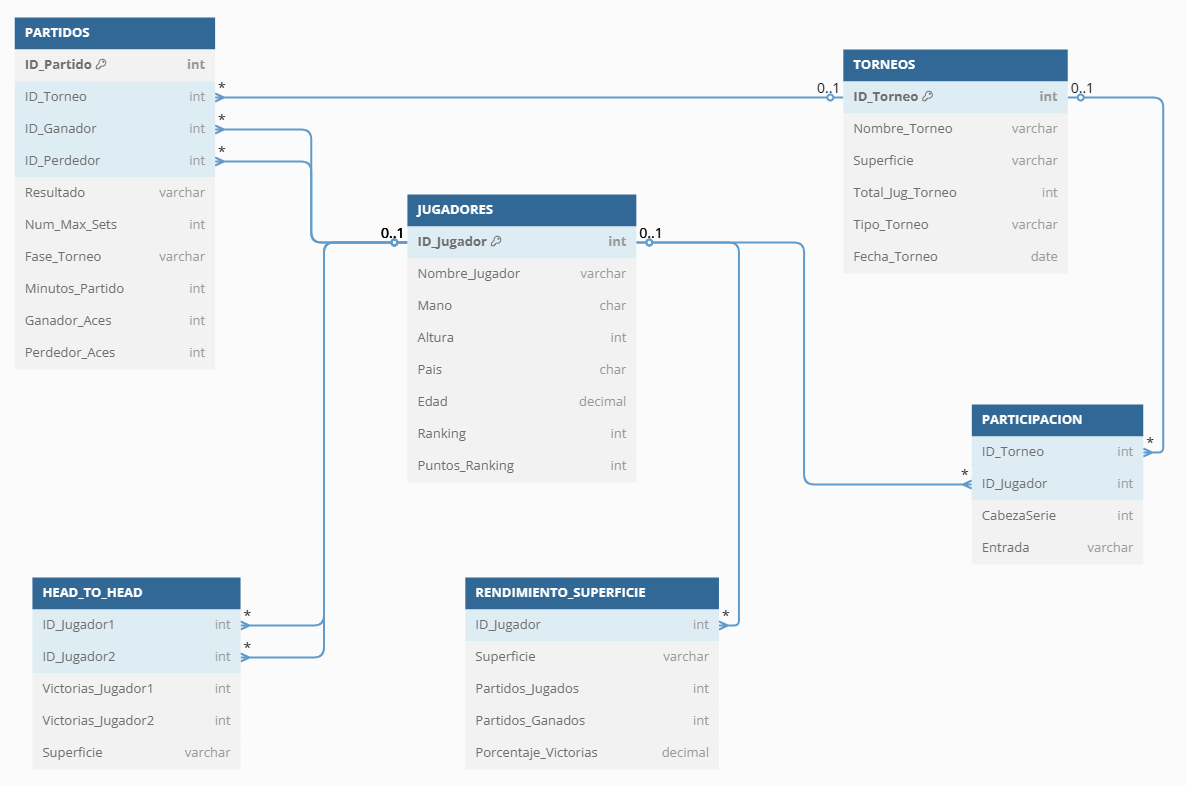 PARTIDOS
ID_Partido int
ID_Torneo int
ID_Ganador int
ID_Perdedor int
Resultado varchar
Num_Max_Sets int
Fase_Torneo varchar
Minutos_Partido int
Ganador_Aces int
Perdedor_Aces int
*
*
*
0..1
TORNEOS
0..1
ID_Torneo int
Nombre_Torneo varchar
Superficie varchar
Total_Jug_Torneo int
Tipo_Torneo varchar
Fecha_Torneo date
0..1
JUGADORES
0..1
ID_Jugador int
Nombre_Jugador varchar
Mano char
Altura int
Pais char
Edad decimal
Ranking int
Puntos_Ranking int
PARTICIPACION
*
ID_Torneo int
*
ID_Jugador int
CabezaSerie int
Entrada varchar
HEAD_TO_HEAD
*
ID_Jugador1 int
*
ID_Jugador2 int
Victorias_Jugador1 int
Victorias_Jugador2 int
Superficie varchar
RENDIMIENTO_SUPERFICIE
*
ID_Jugador int
Superficie varchar
Partidos_Jugados int
Partidos_Ganados int
Porcentaje_Victorias decimal